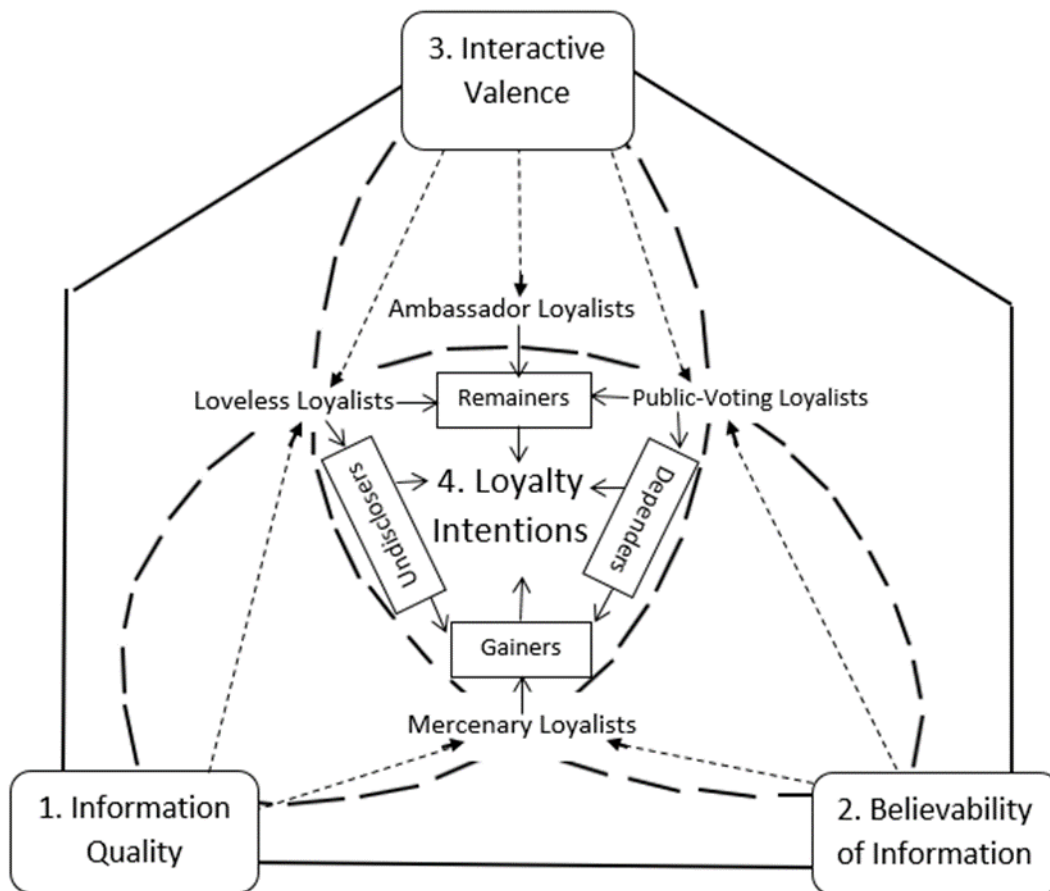 3. Interactive
Valence
Ambassador Loyalists
Loveless Loyalists
Remainers
Public-Voting Loyalists
Undisclosers
4. Loyalty
Intentions
Dependers
Gainers
Mercenary Loyalists
1. Information
Quality
2. Believability
of Information